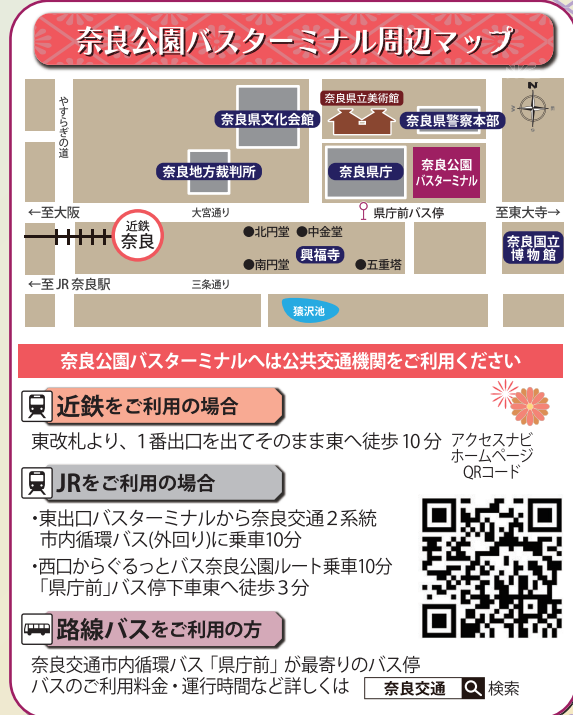 奈良公園バスターミナル周辺マップ
やすらぎの道
奈良県文化会館
奈良県立美術館
奈良県警察本部
N
奈良地方裁判所
奈良県庁
奈良公園
バスターミナル
←至大阪
大宮通り
県庁前バス停
至東大寺→
近鉄
奈良
●北円堂
●中金堂
興福寺
●南円堂
●五重塔
奈良国立
博物館
←至JR奈良駅
三条通り
猿沢池
奈良公園バスターミナルへは公共交通機関をご利用ください
近鉄をご利用の場合
東改札より、1番出口を出てそのまま東へ徒歩10分
アクセスナビ
ホームページ
QRコード
JRをご利用の場合
・東出口バスターミナルから奈良交通2系統
市内循環バス(外回り)に乗車10分
・西口からぐるっとバス奈良公園ルート乗車10分
「県庁前」バス停下車東へ徒歩3分
路線バスをご利用の方
奈良交通市内循環バス「県庁前」が最寄りのバス停
バスのご利用料金・運行時間など詳しくは 奈良交通 検索